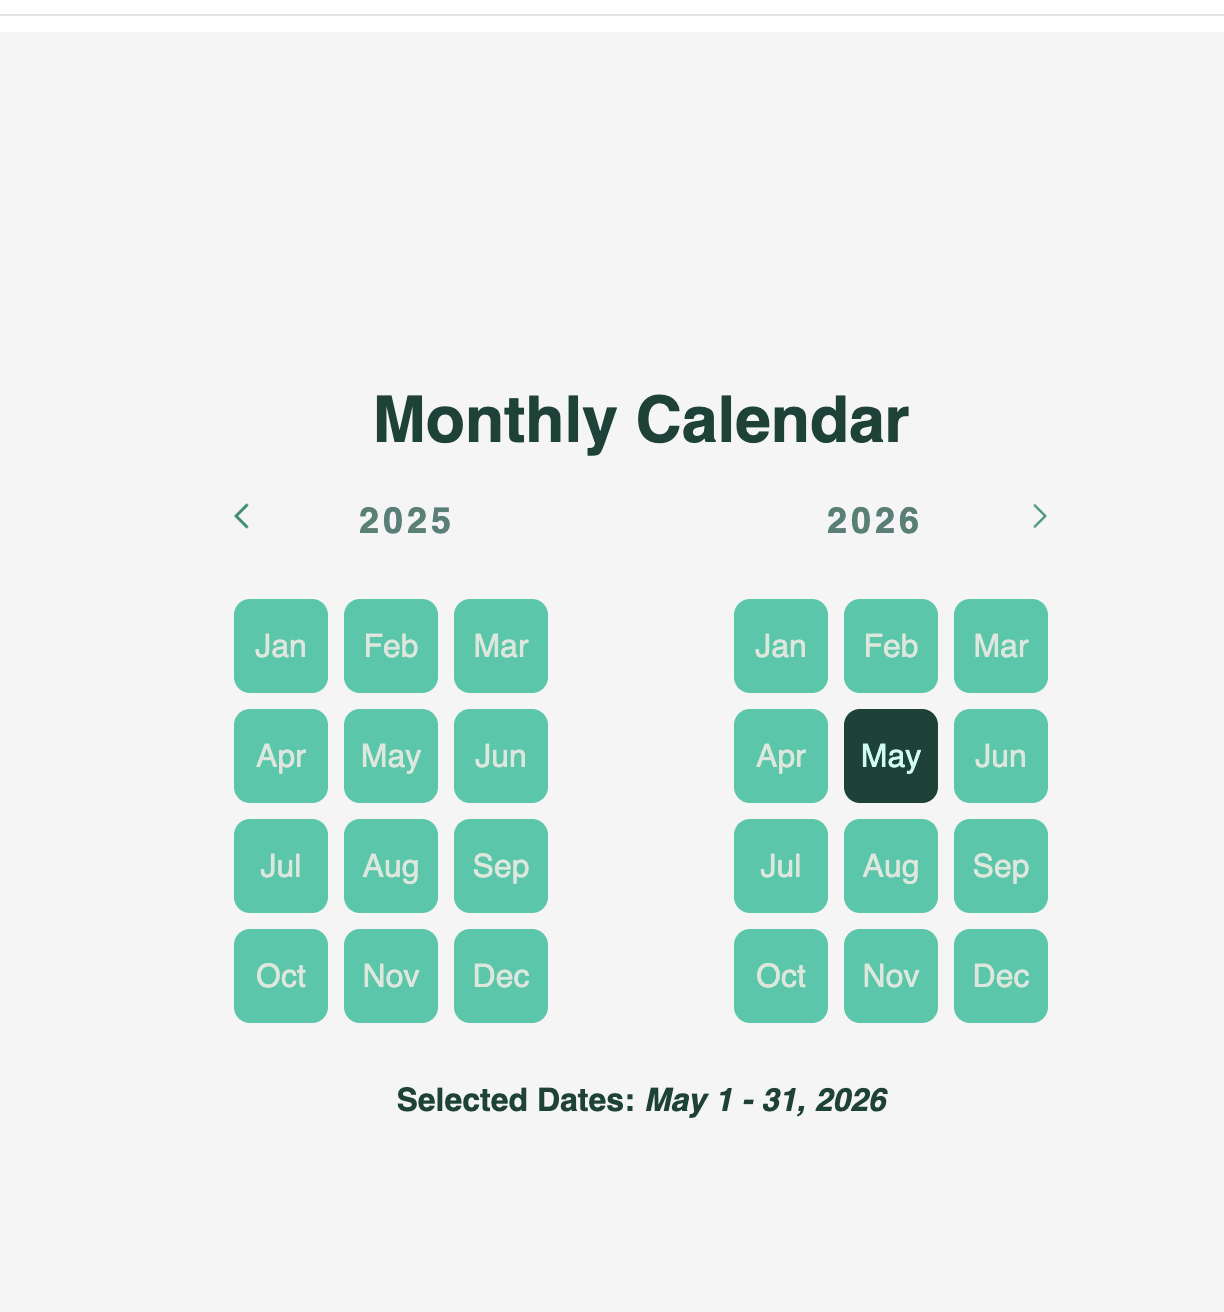 Monthly Calendar
2025
Jan Feb Mar
Apr May Jun
Jul Aug Sep
Oct Nov Dec
2026
Jan Feb Mar
Apr May Jun
Jul Aug Sep
Oct Nov Dec
Selected Dates: May 1 - 31, 2026